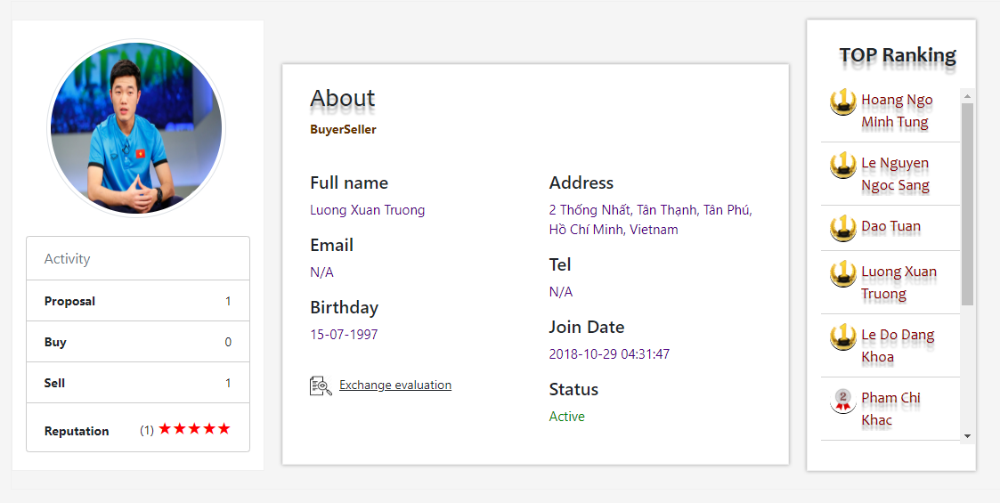 Activity
Proposal 1
Buy 0
Sell 1
Reputation (1) ★★★★★
About
BuyerSeller
Full name
Luong Xuan Truong
Email
N/A
Birthday
15-07-1997
Exchange evaluation
Address
2 Thống Nhất, Tân Thạnh, Tân Phú,
Hồ Chí Minh, Vietnam
Tel
N/A
Join Date
2018-10-29 04:31:47
Status
Active
TOP Ranking
1 Hoang Ngo
Minh Tung
1 Le Nguyen
Ngoc Sang
1 Dao Tuan
1 Luong Xuan
Truong
1 Le Do Dang
Khoa
2 Pham Chi
Khac